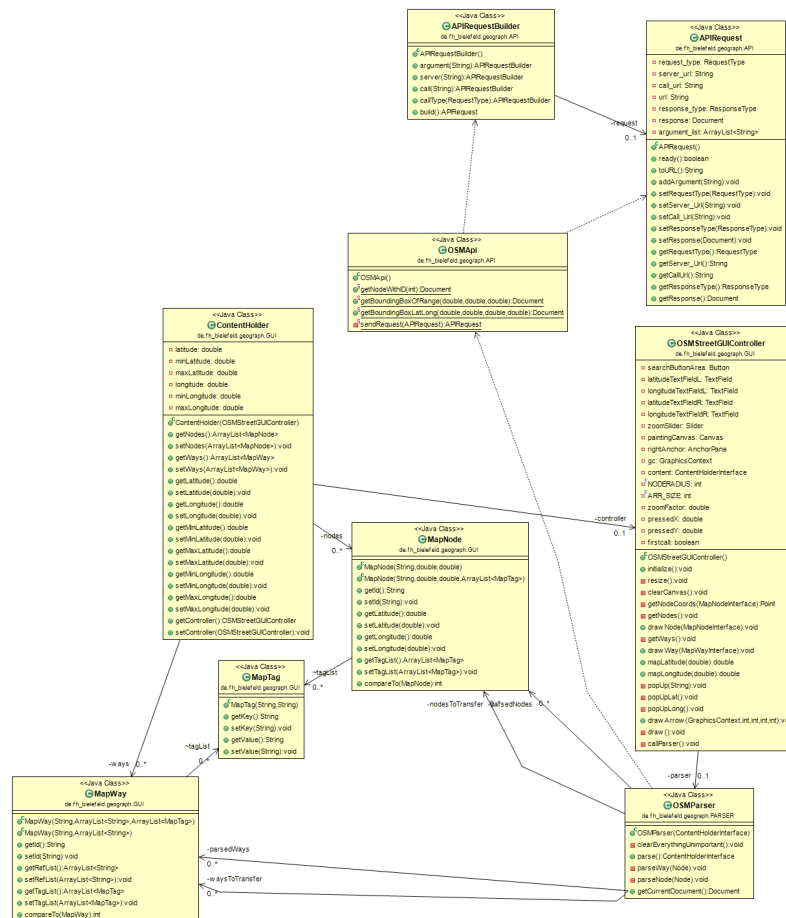 <<Java Class>>
APIRequestBuilder
de.fh_bielefeld.geograph.API
APIRequestBuilder()
argument(String):APIRequestBuilder
server(String):APIRequestBuilder
call(String):APIRequestBuilder
callType(RequestType):APIRequestBuilder
build():APIRequest
<<Java Class>>
APIRequest
de.fh_bielefeld.geograph.API
request_type: RequestType
server_url: String
call_url: String
url: String
response_type: ResponseType
response: Document
argument_list: ArrayList<String>
APIRequest()
ready():boolean
toURL():String
addArgument(String):void
setRequestType(RequestType):void
setServer_Url(String):void
setCall_Url(String):void
setResponseType(ResponseType):void
setResponse(Document):void
getRequestType():RequestType
getServer_Url():String
getCallUrl():String
getResponseType():ResponseType
getResponse():Document
-request
0..1
<<Java Class>>
OSMApi
de.fh_bielefeld.geograph.API
OSMApi()
getNodeWithID(int):Document
getBoundingBoxOfRange(double,double,double):Document
getBoundingBoxLatLong(double,double,double,double):Document
sendRequest(APIRequest):APIRequest
<<Java Class>>
ContentHolder
de.fh_bielefeld.geograph.GUI
latitude: double
minLatitude: double
maxLatitude: double
longitude: double
minLongitude: double
maxLongitude: double
ContentHolder(OSMStreetGUIController)
getNodes():ArrayList<MapNode>
setNodes(ArrayList<MapNode>):void
getWays():ArrayList<MapWay>
setWays(ArrayList<MapWay>):void
getLatitude():double
setLatitude(double):void
getLongitude():double
setLongitude(double):void
getMinLatitude():double
setMinLatitude(double):void
getMaxLatitude():double
setMaxLatitude(double):void
getMinLongitude():double
setMinLongitude(double):void
getMaxLongitude():double
setMaxLongitude(double):void
getController():OSMStreetGUIController
setController(OSMStreetGUIController):void
<<Java Class>>
OSMStreetGUIController
de.fh_bielefeld.geograph.GUI
searchButtonArea: Button
latitudeTextFieldL: TextField
longitudeTextFieldL: TextField
latitudeTextFieldR: TextField
longitudeTextFieldR: TextField
zoomSlider: Slider
paintingCanvas: Canvas
rightAnchor: AnchorPane
gc: GraphicsContext
content: ContentHolderInterface
NODERADIUS: int
ARR_SIZE: int
zoomFactor: double
pressedX: double
pressedY: double
firstcall: boolean
OSMStreetGUIController()
initialize():void
resize():void
clearCanvas():void
getNodeCoords(MapNodeInterface):Point
getNodes():void
drawNode(MapNodeInterface):void
getWays():void
drawWay(MapWayInterface):void
mapLatitude(double):double
mapLongitude(double):double
popUp(String):void
popUpLat():void
popUpLong():void
drawArrow(GraphicsContext,int,int,int,int):void
draw():void
callParser():void
-controller
0..1
-nodes
0..*
<<Java Class>>
MapNode
de.fh_bielefeld.geograph.GUI
MapNode(String,double,double)
MapNode(String,double,double,ArrayList<MapTag>)
getId():String
setId(String):void
getLatitude():double
setLatitude(double):void
getLongitude():double
setLongitude(double):void
getTagList():ArrayList<MapTag>
setTagList(ArrayList<MapTag>):void
compareTo(MapNode):int
~tagList
0..*
<<Java Class>>
MapTag
de.fh_bielefeld.geograph.GUI
MapTag(String,String)
getKey():String
setKey(String):void
getValue():String
setValue(String):void
-nodesToTransfer
0..*
-parser
0..1
-ways
0..*
~tagList
0..*
<<Java Class>>
MapWay
de.fh_bielefeld.geograph.GUI
MapWay(String,ArrayList<String>,ArrayList<MapTag>)
MapWay(String,ArrayList<String>)
getId():String
setId(String):void
getRefList():ArrayList<String>
setRefList(ArrayList<String>):void
getTagList():ArrayList<MapTag>
setTagList(ArrayList<MapTag>):void
compareTo(MapWay):int
-parsedWays
0..*
-waysToTransfer
0..*
<<Java Class>>
OSMParser
de.fh_bielefeld.geograph.PARSER
OSMParser(ContentHolderInterface)
clearEverythingUnimportant():void
parse():ContentHolderInterface
parseWay(Node):void
parseNode(Node):void
getCurrentDocument():Document